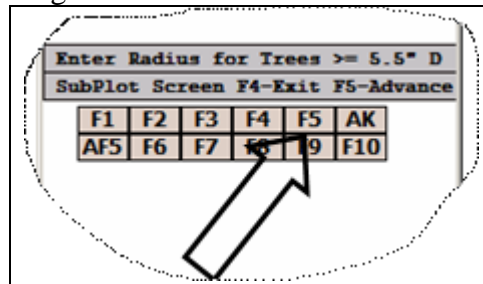 Enter Radius for Trees >= 5.5" D
SubPlot Screen F4-Exit F5-Advance
F1 F2 F3 F4 F5 AK
AF5 F6 F7 F8 F9 F10